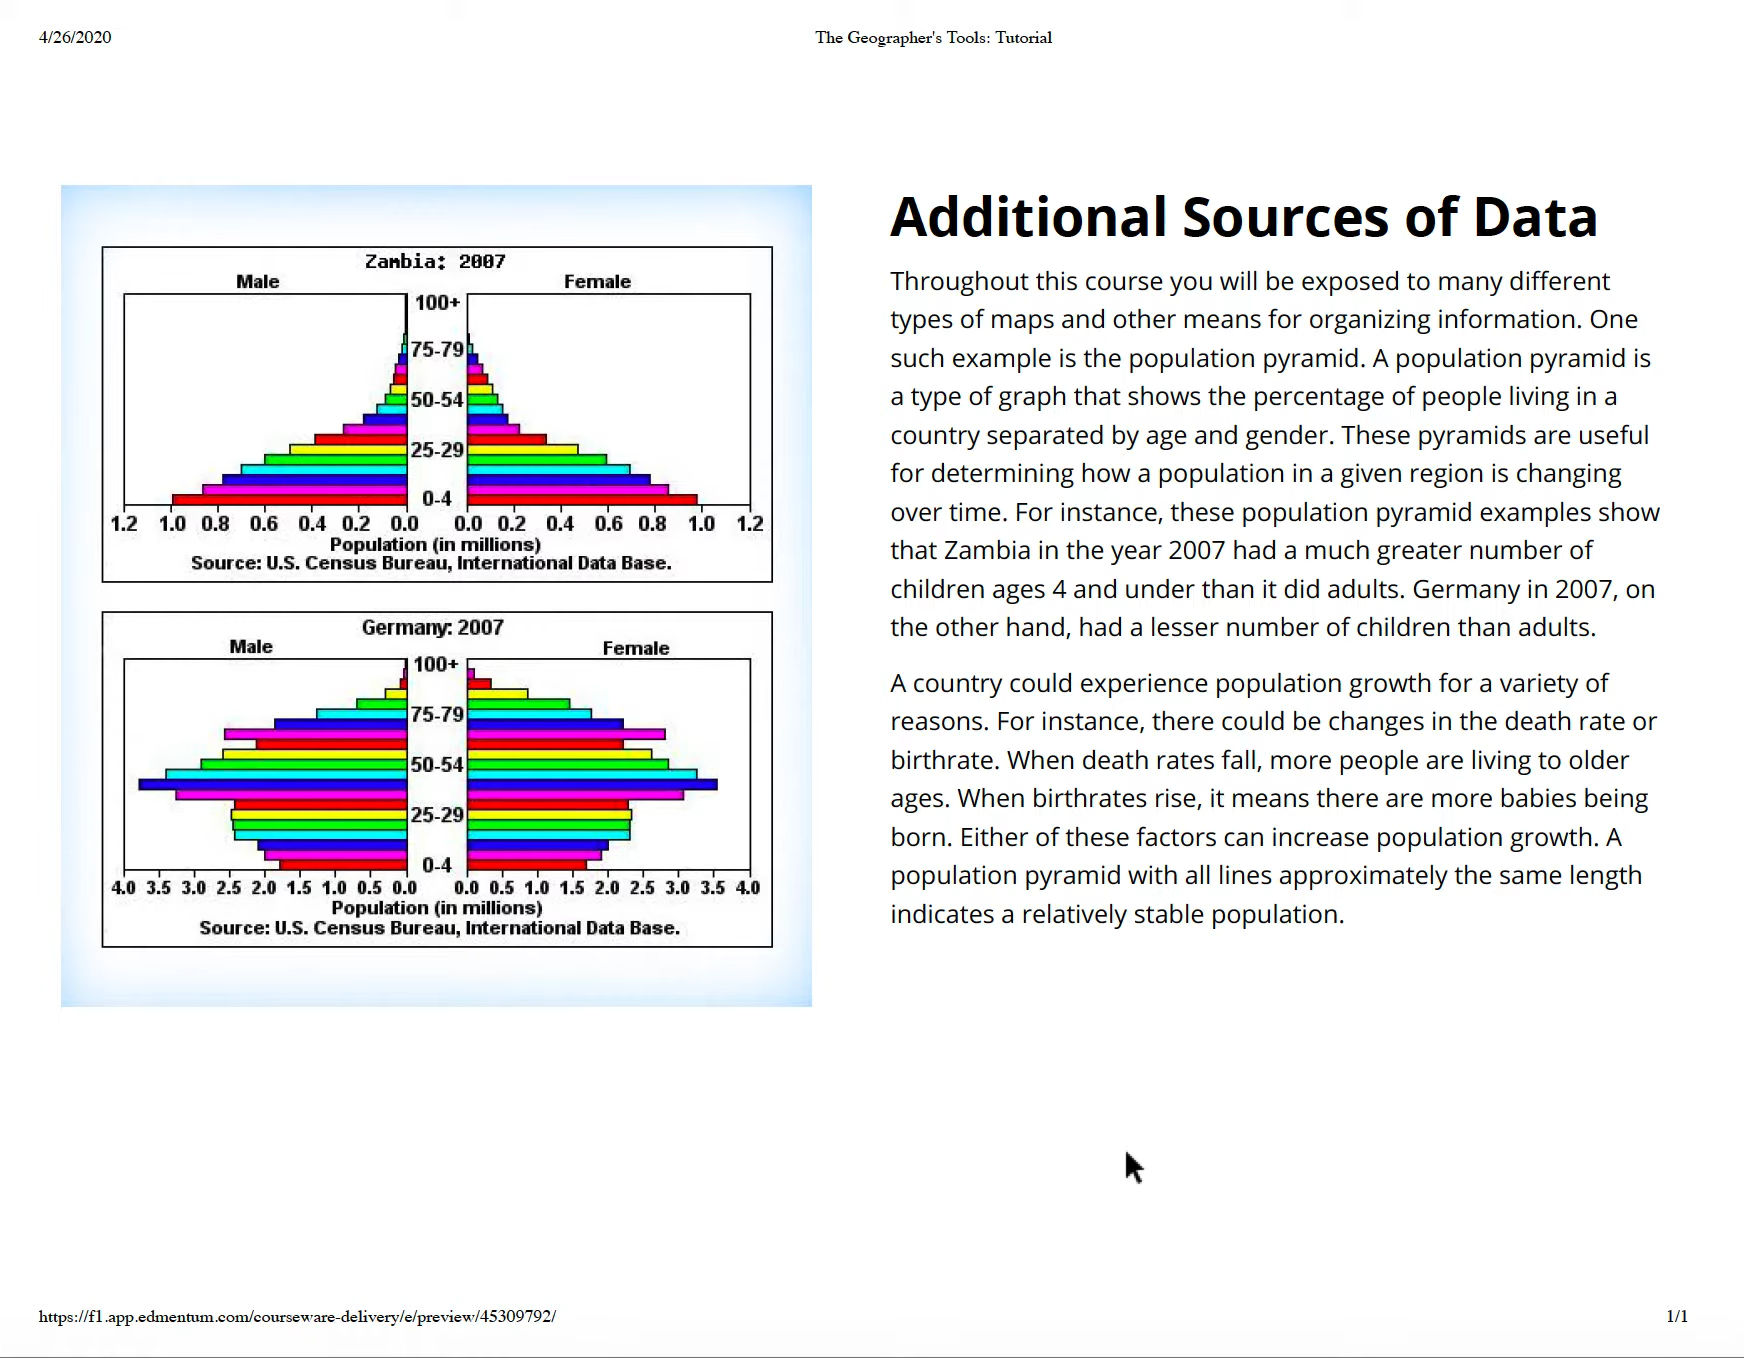 4/26/2020
The Geographer's Tools: Tutorial
Zambia: 2007
Male
Female
100+
75-79
50-54
25-29
0-4
1.2 1.0 0.8 0.6 0.4 0.2 0.0 0.0 0.2 0.4 0.6 0.8 1.0 1.2
Population (in millions)
Source: U.S. Census Bureau, International Data Base.
Germany: 2007
Male
Female
100+
75-79
50-54
25-29
0-4
4.0 3.5 3.0 2.5 2.0 1.5 1.0 0.5 0.0 0.0 0.5 1.0 1.5 2.0 2.5 3.0 3.5 4.0
Population (in millions)
Source: U.S. Census Bureau, International Data Base.
Additional Sources of Data
Throughout this course you will be exposed to many different
types of maps and other means for organizing information. One
such example is the population pyramid. A population pyramid is
a type of graph that shows the percentage of people living in a
country separated by age and gender. These pyramids are useful
for determining how a population in a given region is changing
over time. For instance, these population pyramid examples show
that Zambia in the year 2007 had a much greater number of
children ages 4 and under than it did adults. Germany in 2007, on
the other hand, had a lesser number of children than adults.
A country could experience population growth for a variety of
reasons. For instance, there could be changes in the death rate or
birthrate. When death rates fall, more people are living to older
ages. When birthrates rise, it means there are more babies being
born. Either of these factors can increase population growth. A
population pyramid with all lines approximately the same length
indicates a relatively stable population.
https://f1.app.edmentum.com/courseware-delivery/e/preview/45309792/
1/1